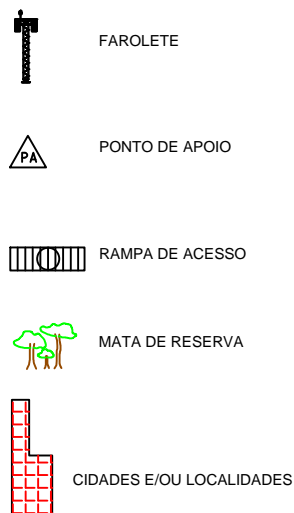 FAROLETE
PA
PONTO DE APOIO
RAMPA DE ACESSO
MATA DE RESERVA
CIDADES E/OU LOCALIDADES